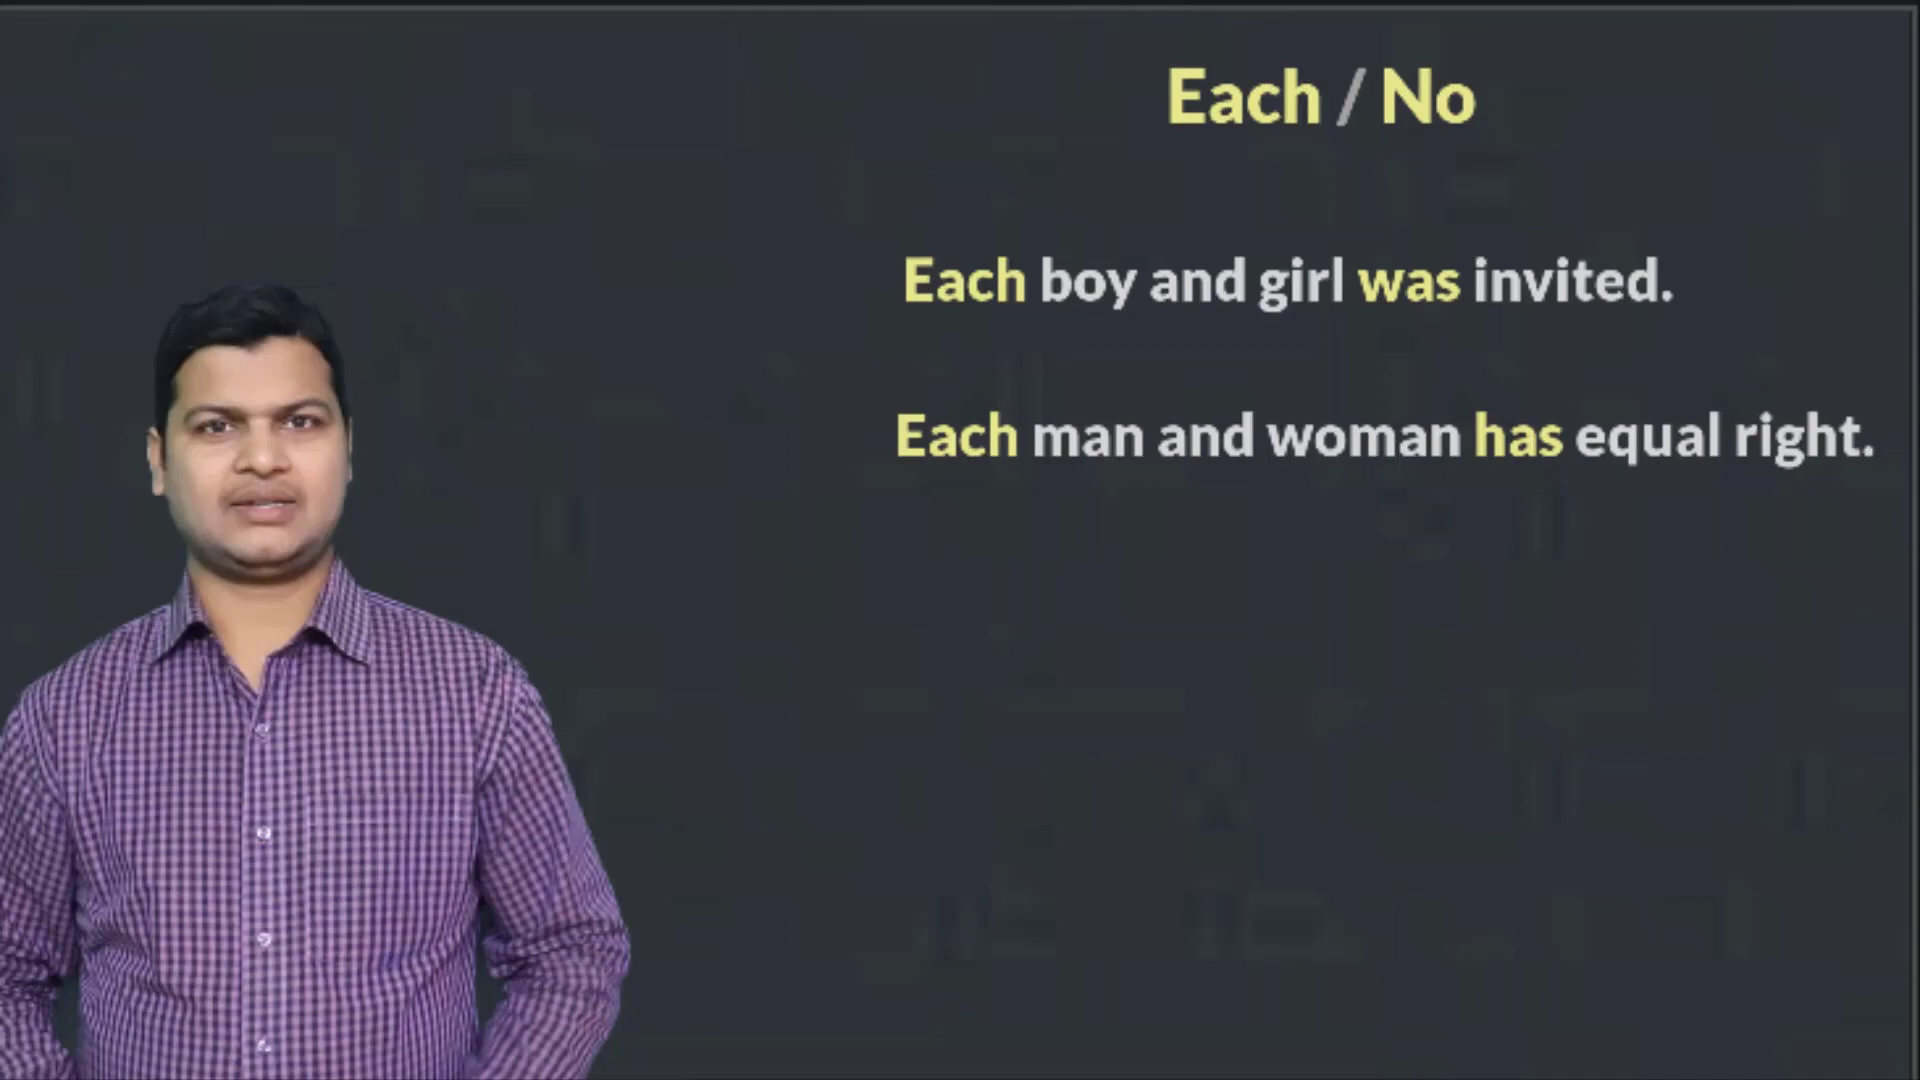 Each / No
Each boy and girl was invited.
Each man and woman has equal right.